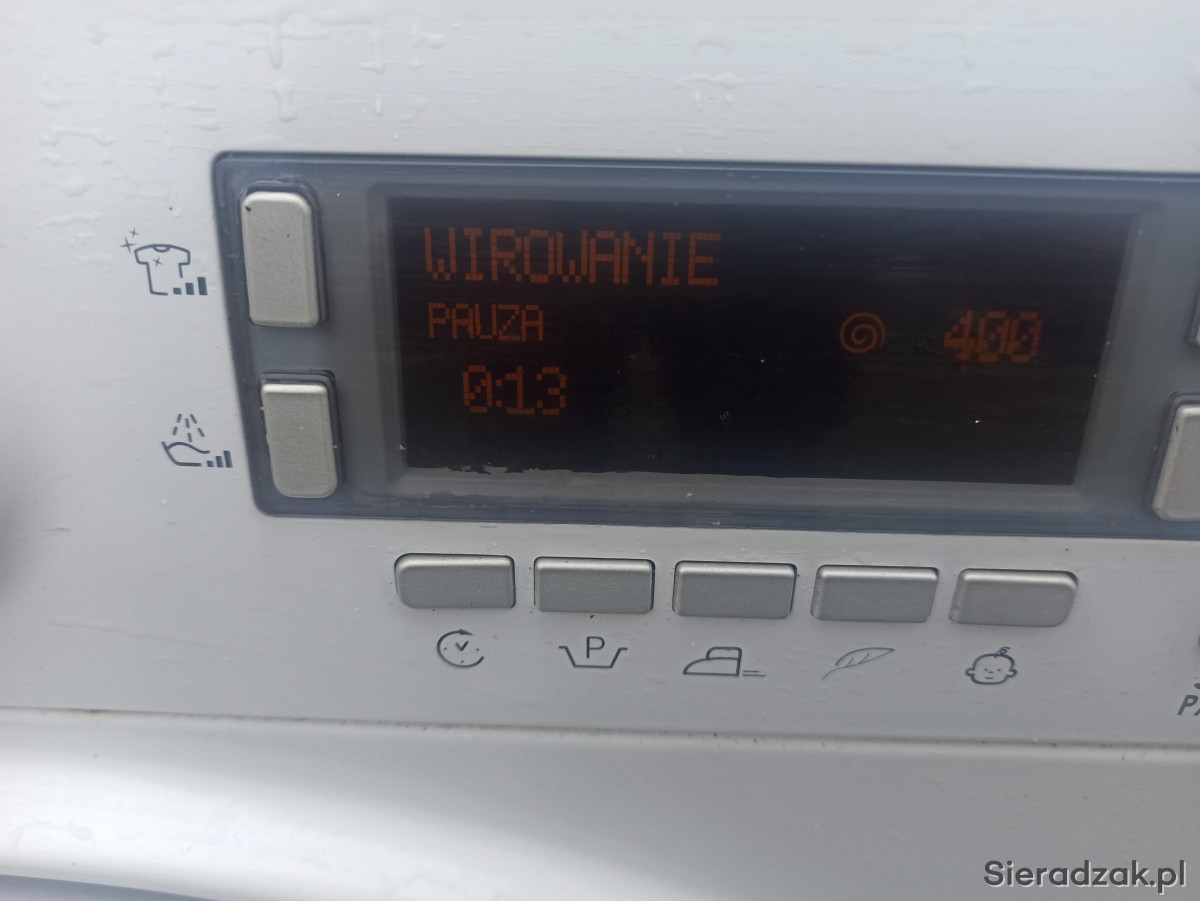 WIROWANIE
PAUZA
400
0:13
P
Sieradzak.pl